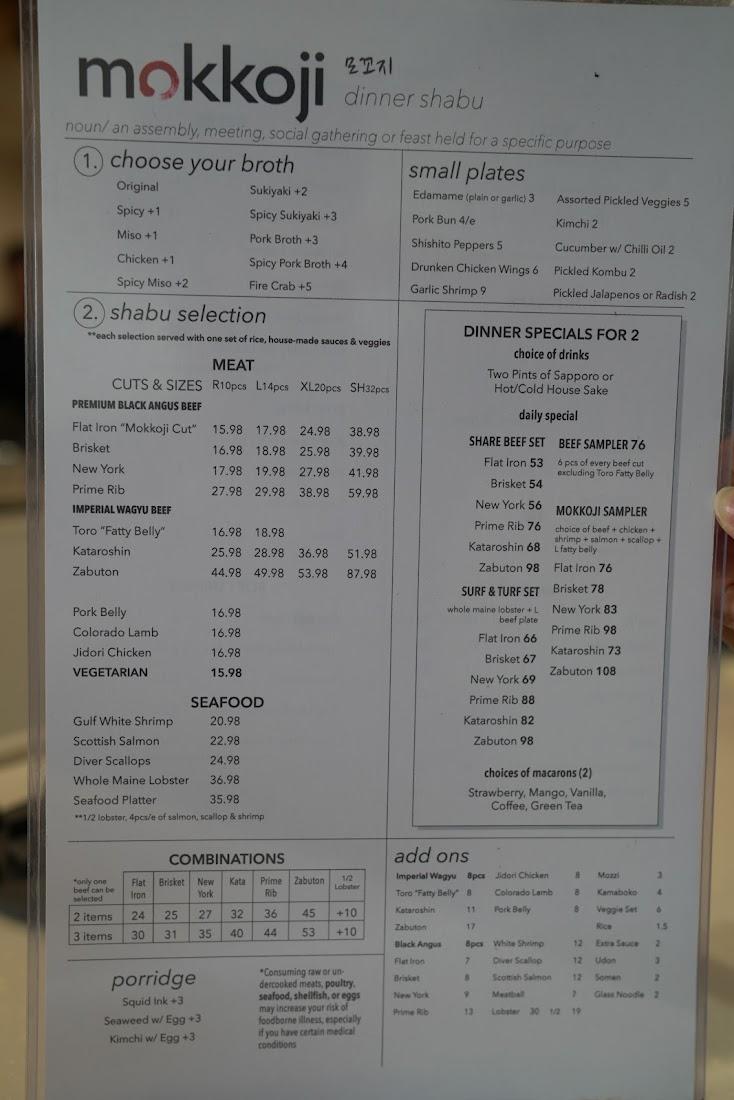 mokkoji 모꼬지
dinner shabu
noun/ an assembly, meeting, social gathering or feast held for a specific purpose
1. choose your broth
Original
Spicy +1
Miso +1
Chicken +1
Spicy Miso +2
Sukiyaki +2
Spicy Sukiyaki +3
Pork Broth +3
Spicy Pork Broth +4
Fire Crab +5
small plates
Edamame (plain or garlic) 3
Pork Bun 4/e
Shishito Peppers 5
Drunken Chicken Wings 6
Garlic Shrimp 9
Assorted Pickled Veggies 5
Kimchi 2
Cucumber w/ Chilli Oil 2
Pickled Kombu 2
Pickled Jalapenos or Radish 2
2. shabu selection
**each selection served with one set of rice, house-made sauces & veggies
MEAT
CUTS & SIZES R10pcs L14pcs XL20pcs SH32pcs
PREMIUM BLACK ANGUS BEEF
Flat Iron "Mokkoji Cut" 15.98 17.98 24.98 38.98
Brisket 16.98 18.98 25.98 39.98
New York 17.98 19.98 27.98 41.98
Prime Rib 27.98 29.98 38.98 59.98
IMPERIAL WAGYU BEEF
Toro "Fatty Belly" 16.98 18.98
Kataroshin 25.98 28.98 36.98 51.98
Zabuton 44.98 49.98 53.98 87.98
Pork Belly 16.98
Colorado Lamb 16.98
Jidori Chicken 16.98
VEGETARIAN 15.98
SEAFOOD
Gulf White Shrimp 20.98
Scottish Salmon 22.98
Diver Scallops 24.98
Whole Maine Lobster 36.98
Seafood Platter 35.98
**1/2 lobster, 4pcs/e of salmon, scallop & shrimp
DINNER SPECIALS FOR 2
choice of drinks
Two Pints of Sapporo or
Hot/Cold House Sake
daily special
SHARE BEEF SET
Flat Iron 53
Brisket 54
New York 56
Prime Rib 76
Kataroshin 68
Zabuton 98
SURF & TURF SET
whole maine lobster + L
beef plate
Flat Iron 66
Brisket 67
New York 69
Prime Rib 88
Kataroshin 82
Zabuton 98
BEEF SAMPLER 76
6 pcs of every beef cut
excluding Toro Fatty Belly
MOKKOJI SAMPLER
choice of beef + chicken +
shrimp + salmon + scallop +
L fatty belly
Flat Iron 76
Brisket 78
New York 83
Prime Rib 98
Kataroshin 73
Zabuton 108
choices of macarons (2)
Strawberry, Mango, Vanilla,
Coffee, Green Tea
COMBINATIONS
*only one beef can be selected Flat Iron Brisket New York Kata Prime Rib Zabuton 1/2 Lobster
2 items 24 25 27 32 36 45 +10
3 items 30 31 35 40 44 53 +10
porridge
Squid Ink +3
Seaweed w/ Egg +3
Kimchi w/ Egg +3
*Consuming raw or un-
dercooked meats, poultry,
seafood, shellfish, or eggs
may increase your risk of
foodborne illness, especially
if you have certain medical
conditions
add ons
Imperial Wagyu 8pcs Jidori Chicken 8 Mozzi 3
Toro "Fatty Belly" 8 Colorado Lamb 8 Kamaboko 4
Kataroshin 11 Pork Belly 8 Veggie Set 6
Zabuton 17 Rice 1.5
Black Angus 8pcs White Shrimp 12 Extra Sauce 2
Flat Iron 7 Diver Scallop 12 Udon 3
Brisket 8 Scottish Salmon 12 Somen 2
New York 9 Meatball 7 Glass Noodle 2
Prime Rib 13 Lobster 30 1/2 19